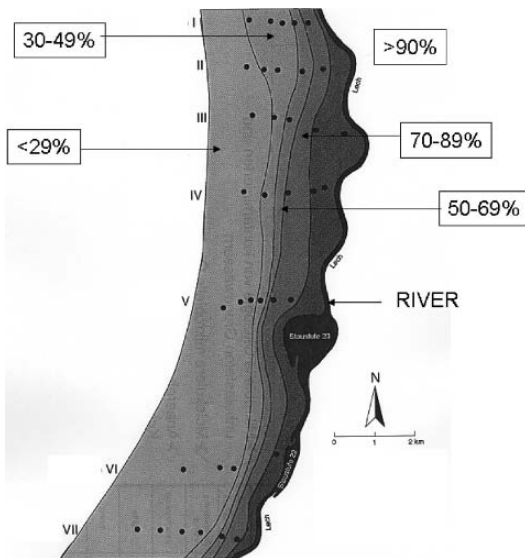 I
30-49%
>90%
II
Lech
III
<29%
70-89%
IV
50-69%
Lech
V
RIVER
Staustufe 23
N
0 1 2 km
VI
Staustufe 22
VII
Lech